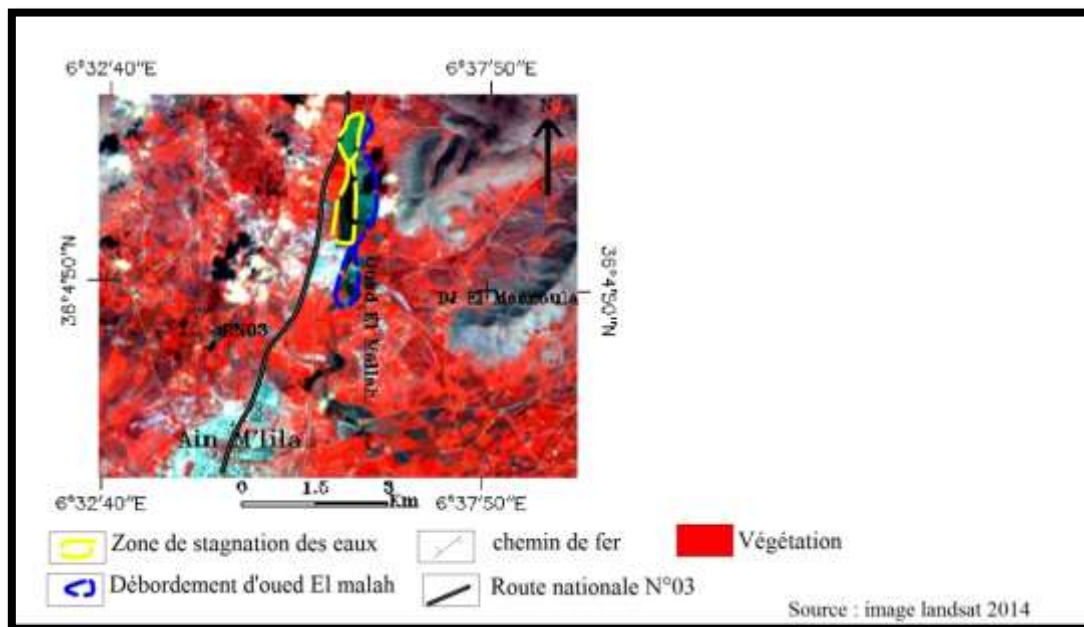 6°32′40″E 6°37′50″E
N
36°4′50″N
36°4′50″N
Oued El Mallah
DJ El Mezroula
RN03
Ain M'lila
0 1.5 3
Km
6°32′40″E 6°37′50″E
Zone de stagnation des eaux chemin de fer Végétation
Débordement d'oued El malah Route nationale N°03
Source : image landsat 2014